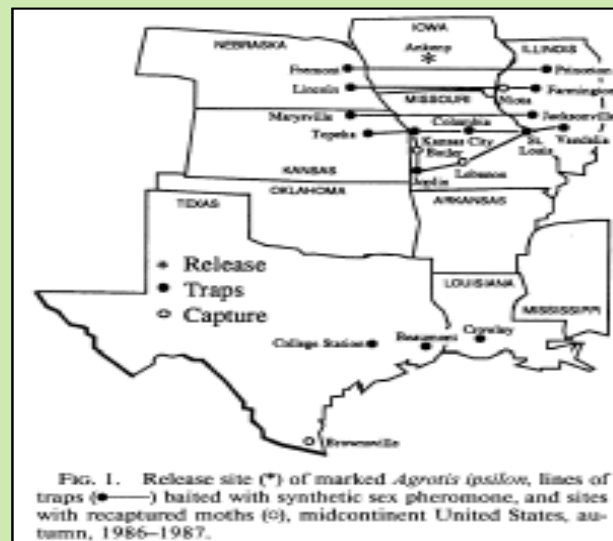 IOWA
NEBRASKA
Ankeny
ILLINOIS
Fremont
Princeton
Lincoln
Farmington
MISSOURI
Niota
Marysville
Jacksonville
Topeka
Columbia
Kansas City
St. Louis
Vandalia
Butler
Lebanon
KANSAS
Joplin
OKLAHOMA
ARKANSAS
TEXAS
* Release
● Traps
○ Capture
LOUISIANA
MISSISSIPPI
College Station
Beaumont
Crowley
Brownsville
FIG. 1. Release site (*) of marked Agrotis ipsilon, lines of
traps (●——) baited with synthetic sex pheromone, and sites
with recaptured moths (○), midcontinent United States, au-
tumn, 1986–1987.